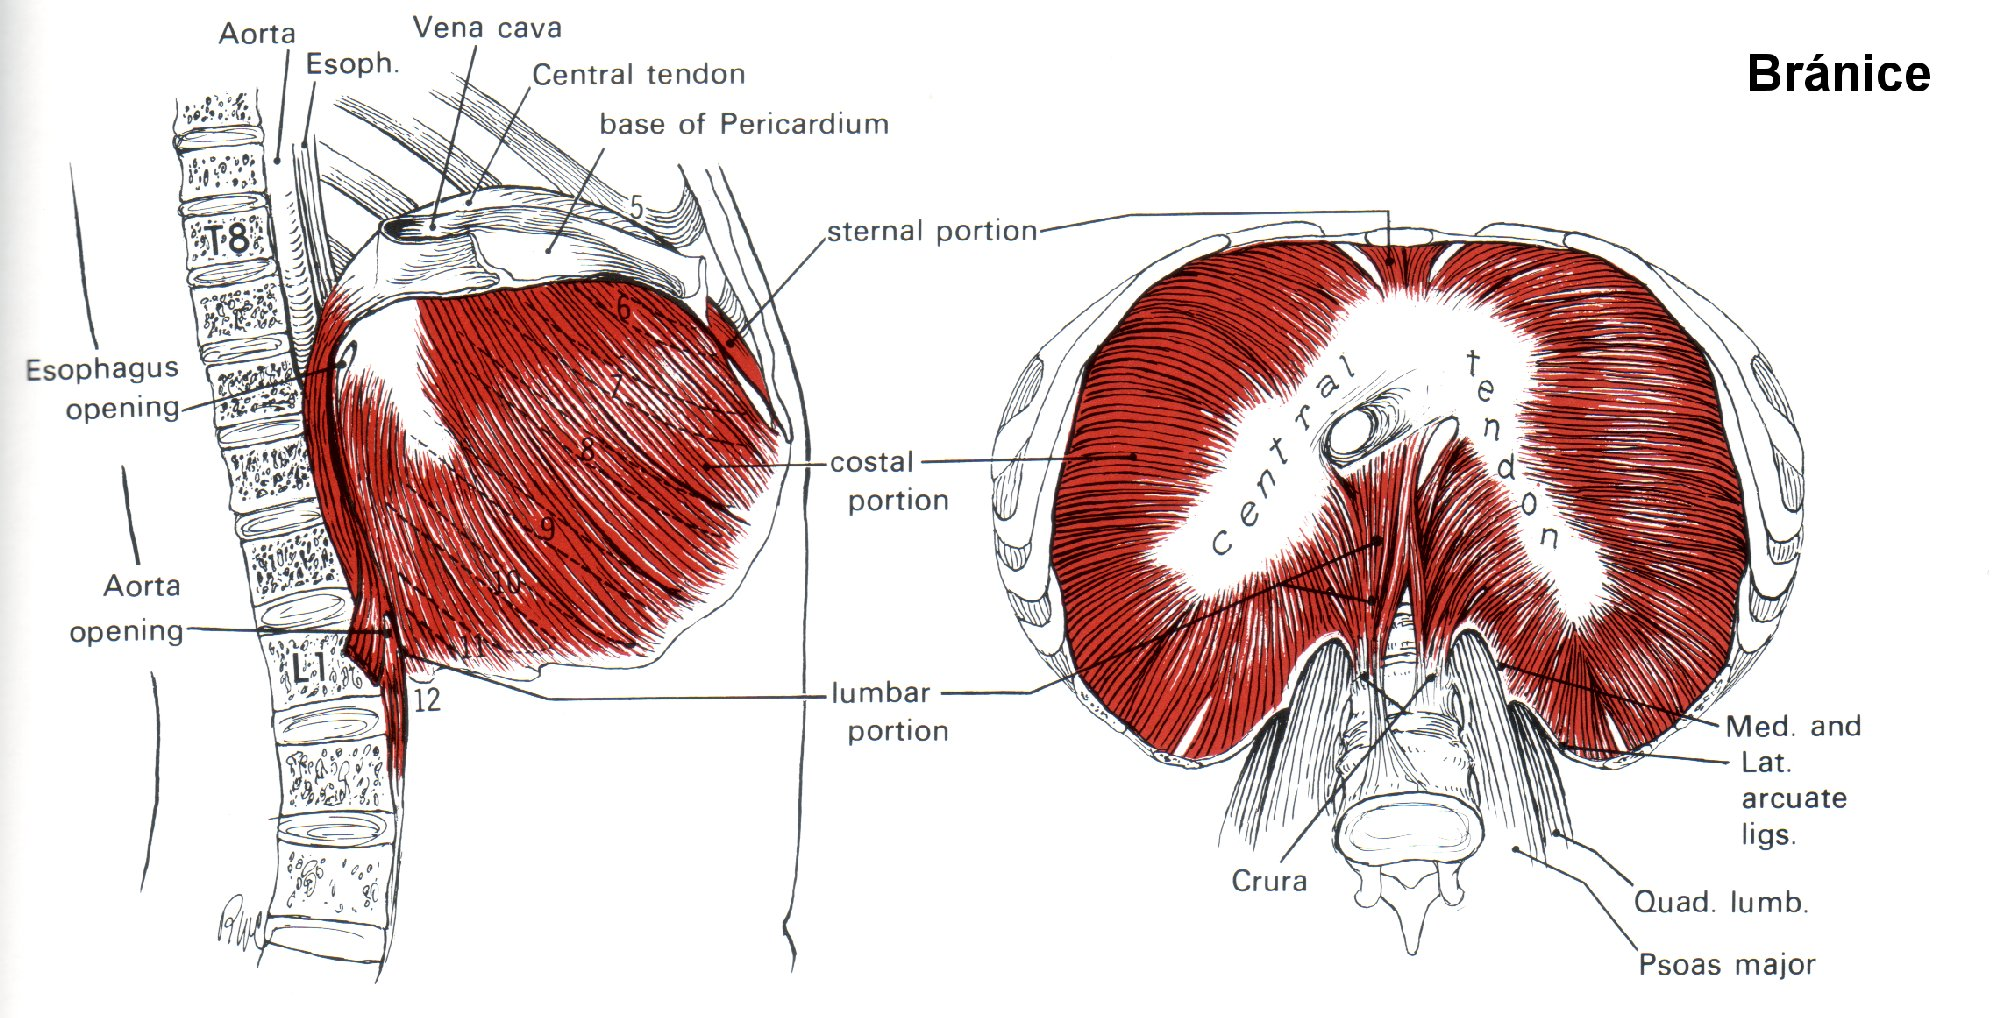 Bránice
Aorta
Vena cava
Esoph.
Central tendon
base of Pericardium
5
sternal portion
T8
6
Esophagus
opening
7
central tendon
8
costal
portion
9
10
Aorta
opening
11
L1
12
lumbar
portion
Med. and
Lat.
arcuate
ligs.
Crura
Quad. lumb.
Psoas major